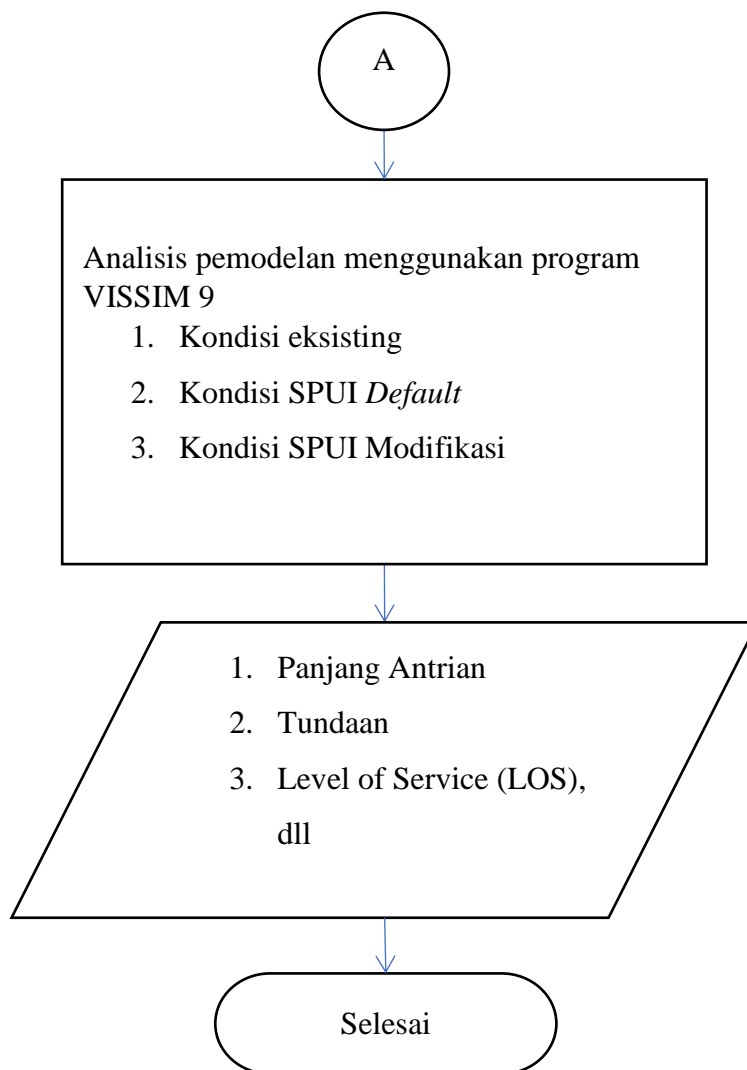 A
Analisis pemodelan menggunakan program
VISSIM 9
1. Kondisi eksisting
2. Kondisi SPUI Default
3. Kondisi SPUI Modifikasi
1. Panjang Antrian
2. Tundaan
3. Level of Service (LOS),
dll
Selesai